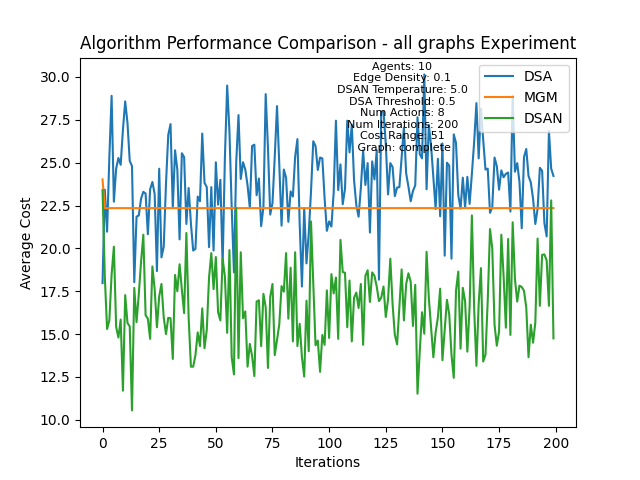 Algorithm Performance Comparison - all graphs Experiment
Agents: 10
Edge Density: 0.1
DSAN Temperature: 5.0
DSA Threshold: 0.5
Num Actions: 8
Num Iterations: 200
Cost Range: 51
Graph: complete
DSA
MGM
DSAN
Average Cost
30.0
27.5
25.0
22.5
20.0
17.5
15.0
12.5
10.0
0
25
50
75
100
125
150
175
200
Iterations